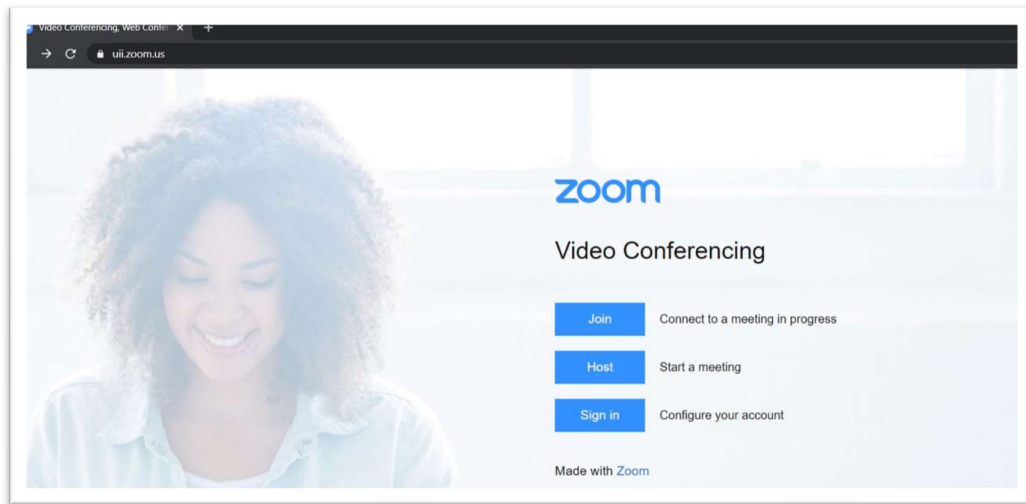 Video Conferencing, Web Confe
uii.zoom.us
zoom
Video Conferencing
Join Connect to a meeting in progress
Host Start a meeting
Sign in Configure your account
Made with Zoom